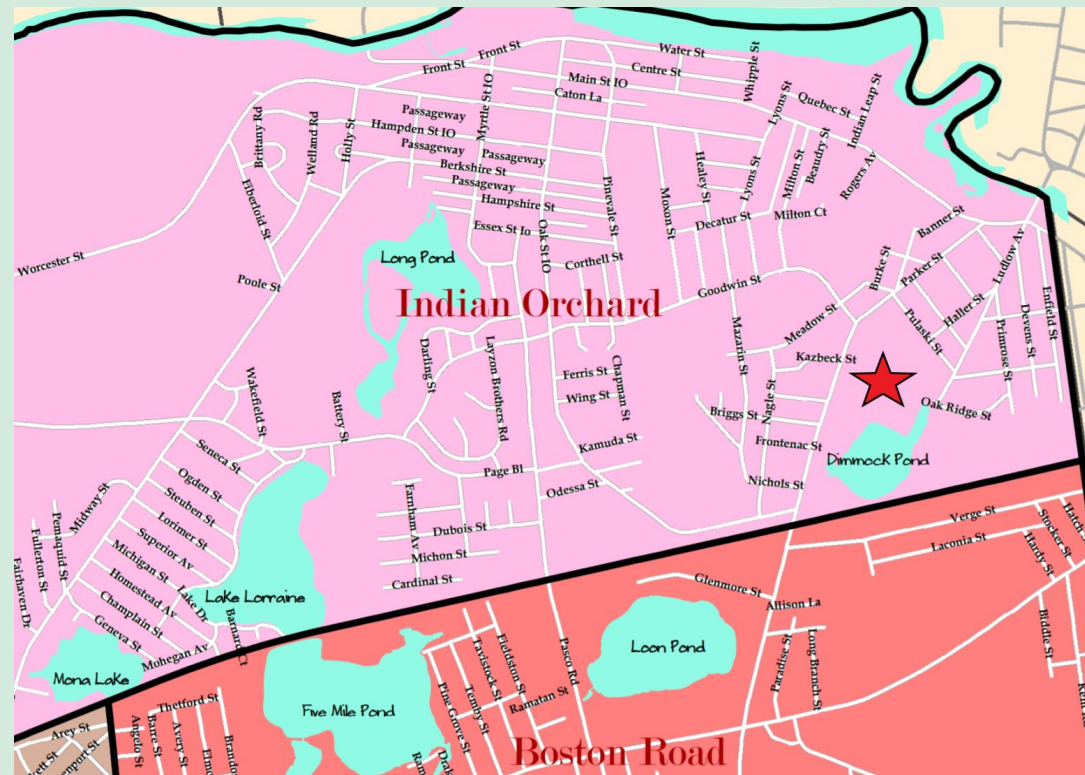 Water St
Front St
Front St
Centre St
Main St IO
Caton La
Whipple St
Lyons St
Quebec St
Indian Leap St
Passageway
Hampden St IO
Myrtle St IO
Passageway
Passageway
Berkshire St
Passageway
Hampshire St
Bethany Rd
Welland Rd
Holly St
Fiberloid St
Pinevale St
Moxon St
Healey St
Lyons St
Milton St
Beaudry St
Rogers Av
Decatur St
Milton Ct
Banner St
Essex St Io
Oak St IO
Corthell St
Long Pond
Worcester St
Poole St
Indian Orchard
Goodwin St
Burke St
Parker St
Ludlow Av
Haller St
Pulaski St
Enfield St
Devens St
Primrose St
Meadow St
Mazarin St
Kazbeck St
Darling St
Layzon Brothers Rd
Ferris St
Wing St
Chapman St
Nagle St
Briggs St
Oak Ridge St
Wakefield St
Battery St
Kamuda St
Frontenac St
Dimmock Pond
Seneca St
Page Bl
Nichols St
Ogden St
Odessa St
Steuben St
Farnham Av
Midway St
Lorimer St
Dubois St
Verge St
Pemaquid St
Fullerton St
Superior Av
Michon St
Laconia St
Stocker St
Hardy St
Michigan St
Cardinal St
Fairhaven Dr
Homestead Av
Lake Dr
Lake Lorraine
Glenmore St
Allison La
Champlain St
Barnard Ct
Biddle St
Geneva St
Mohegan Av
Loon Pond
Paradise St
Long Branch St
Mona Lake
Pasco Rd
Fieldston St
Tavistock St
Ramatan St
Temby St
Pine Grove St
Thetford St
Five Mile Pond
Arey St
Angelo St
Barre St
Avery St
Boston Road